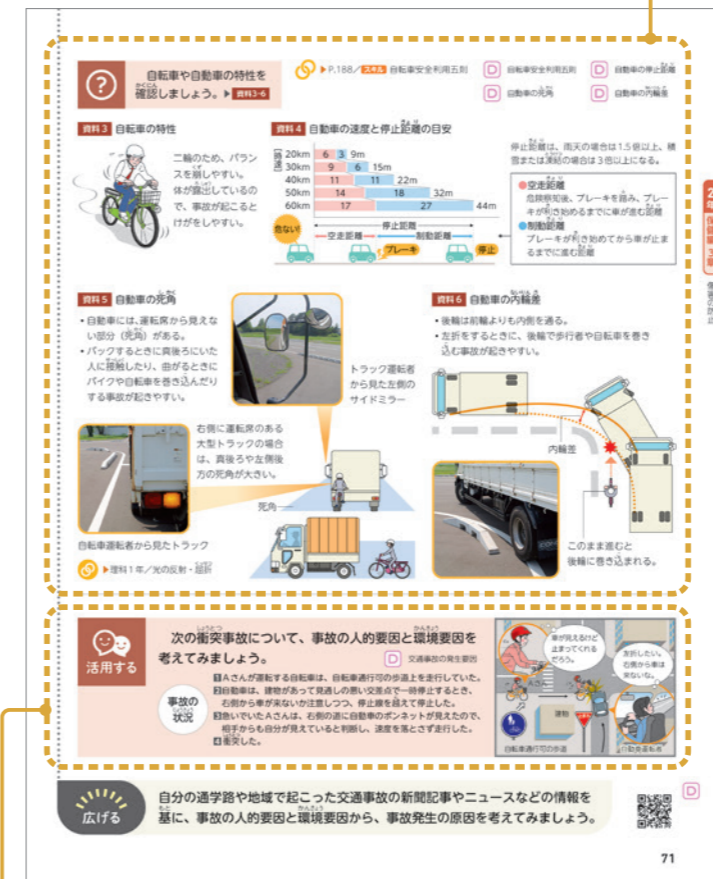 自転車や自動車の特性を
確認しましょう。▶資料3-6
▶P.188／スキル 自転車安全利用五則
D 自転車安全利用五則
D 自動車の停止距離
D 自動車の死角
D 自動車の内輪差
資料3 自転車の特性
二輪のため、バラン
スを崩しやすい。
体が露出しているの
で、事故が起こると
けがをしやすい。
資料4 自動車の速度と停止距離の目安
時速
20km 6 3 9m
30km 9 6 15m
40km 11 11 22m
50km 14 18 32m
60km 17 27 44m
危ない!
停止距離
空走距離
制動距離
ブレーキ
停止
停止距離は、雨天の場合は1.5倍以上、積
雪または凍結の場合は3倍以上になる。
●空走距離
危険察知後、ブレーキを踏み、ブレー
キが利き始めるまでに車が進む距離
●制動距離
ブレーキが利き始めてから車が止ま
るまでに進む距離
資料5 自動車の死角
・自動車には、運転席から見えな
い部分（死角）がある。
・バックするときに真後ろにいた
人に接触したり、曲がるときに
バイクや自転車を巻き込んだり
する事故が起きやすい。
トラック運転者
から見た左側の
サイドミラー
右側に運転席のある
大型トラックの場合
は、真後ろや左側後
方の死角が大きい。
死角
自転車運転者から見たトラック
▶理科1年／光の反射・屈折
資料6 自動車の内輪差
・後輪は前輪よりも内側を通る。
・左折をするときに、後輪で歩行者や自転車を巻き
込む事故が起きやすい。
内輪差
このまま進むと
後輪に巻き込まれる。
傷害の防止
活用する
次の衝突事故について、事故の人的要因と環境要因を
考えてみましょう。
D 交通事故の発生要因
事故の
状況
1Aさんが運転する自転車は、自転車通行可の歩道上を走行していた。
2自動車は、建物があって見通しの悪い交差点で一時停止するとき、
右側から車が来ないか注意しつつ、停止線を越えて停止した。
3急いでいたAさんは、右側の道に自動車のボンネットが見えたので、
相手からも自分が見えていると判断し、速度を落とさず走行した。
4衝突した。
車が見えるけど
止まってくれる
だろう。
左折したい。
右側から車は
来ないな。
Aさん
建物
自転車通行可の歩道
自動車運転者
広げる
自分の通学路や地域で起こった交通事故の新聞記事やニュースなどの情報を
基に、事故の人的要因と環境要因から、事故発生の原因を考えてみましょう。
D
71